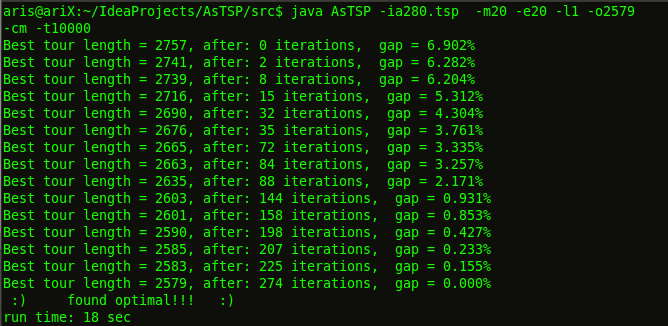 aris@ariX:~/IdeaProjects/AsTSP/src$ java AsTSP -ia280.tsp  -m20 -e20 -l1 -o2579
-cm -t10000
Best tour length = 2757, after: 0 iterations,  gap = 6.902%
Best tour length = 2741, after: 2 iterations,  gap = 6.282%
Best tour length = 2739, after: 8 iterations,  gap = 6.204%
Best tour length = 2716, after: 15 iterations,  gap = 5.312%
Best tour length = 2690, after: 32 iterations,  gap = 4.304%
Best tour length = 2676, after: 35 iterations,  gap = 3.761%
Best tour length = 2665, after: 72 iterations,  gap = 3.335%
Best tour length = 2663, after: 84 iterations,  gap = 3.257%
Best tour length = 2635, after: 88 iterations,  gap = 2.171%
Best tour length = 2603, after: 144 iterations,  gap = 0.931%
Best tour length = 2601, after: 158 iterations,  gap = 0.853%
Best tour length = 2590, after: 198 iterations,  gap = 0.427%
Best tour length = 2585, after: 207 iterations,  gap = 0.233%
Best tour length = 2583, after: 225 iterations,  gap = 0.155%
Best tour length = 2579, after: 274 iterations,  gap = 0.000%
 :)     found optimal!!!   :)
run time: 18 sec